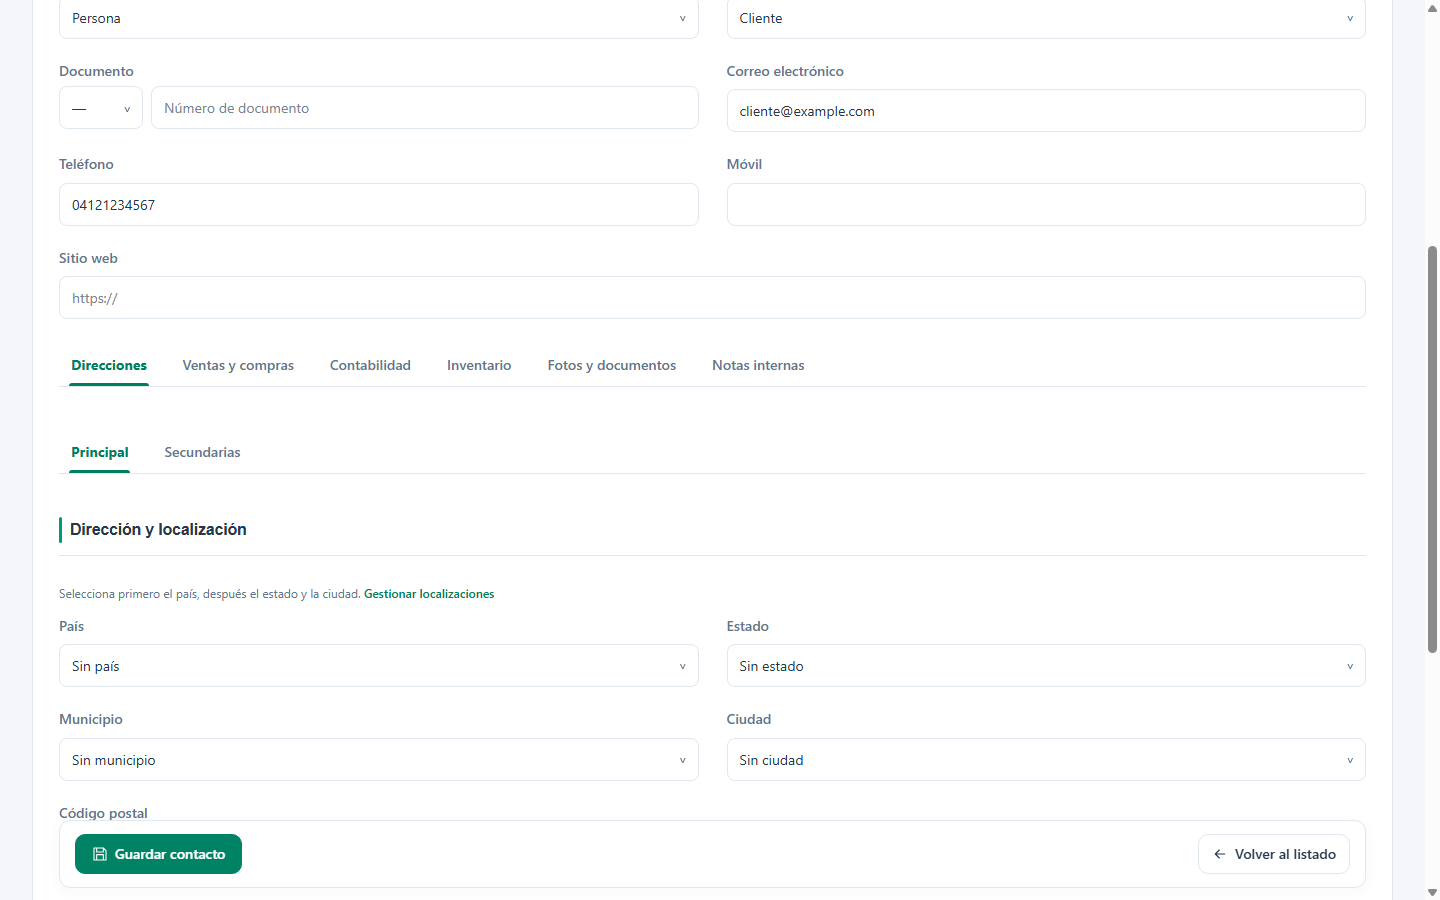 Persona
Cliente
Documento
Correo electrónico
—
Número de documento
cliente@example.com
Teléfono
Móvil
04121234567
Sitio web
https://
Direcciones
Ventas y compras
Contabilidad
Inventario
Fotos y documentos
Notas internas
Principal
Secundarias
Dirección y localización
Selecciona primero el país, después el estado y la ciudad. Gestionar localizaciones
País
Estado
Sin país
Sin estado
Municipio
Ciudad
Sin municipio
Sin ciudad
Código postal
Guardar contacto
Volver al listado